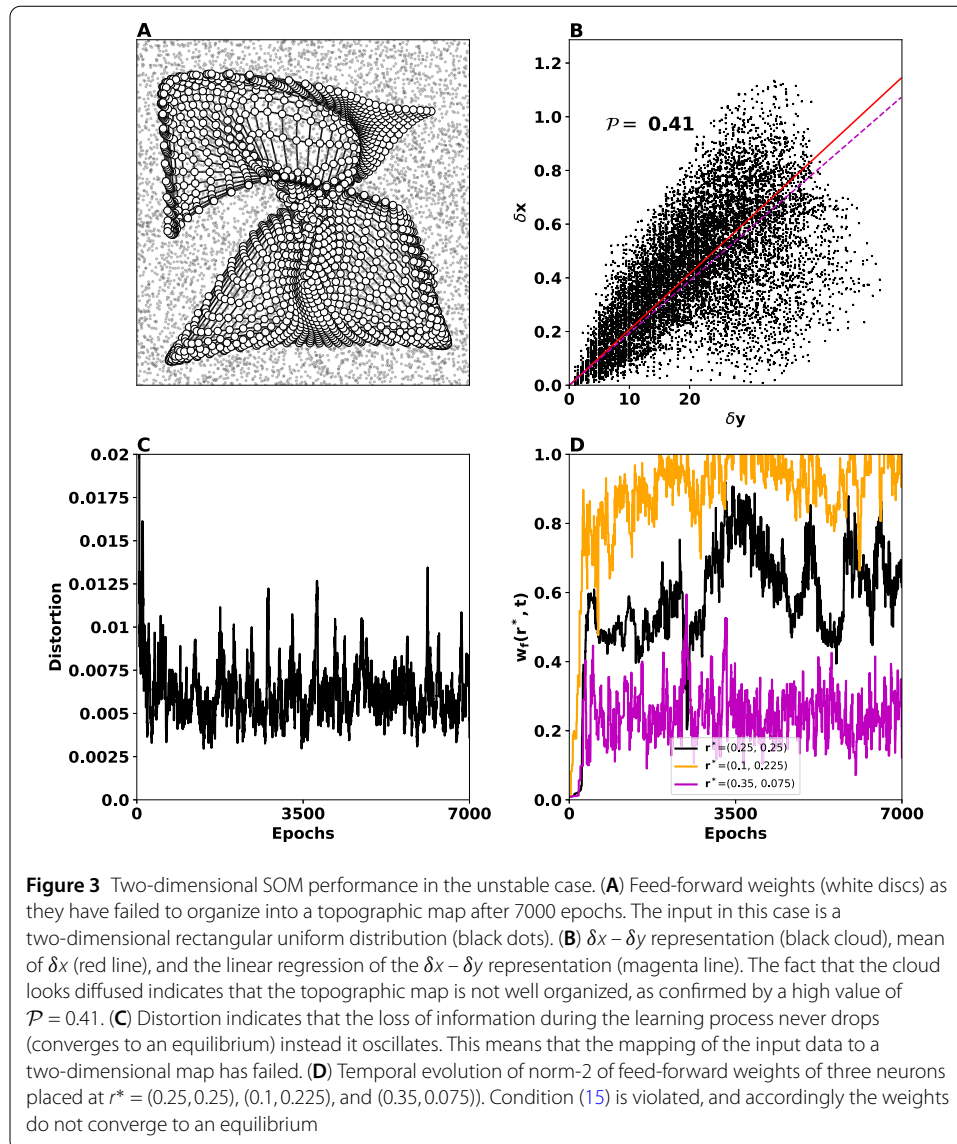 A
B
1.2
1.0
0.8
0.6
0.4
0.2
0.0
δx
𝒫 = 0.41
0 10 20
δy
C
0.02
0.0175
0.015
0.0125
0.01
0.0075
0.005
0.0025
0.0
Distortion
0 3500 7000
Epochs
D
1.0
0.8
0.6
0.4
0.2
0.0
w_f(r*, t)
r*=(0.25, 0.25)
r*=(0.1, 0.225)
r*=(0.35, 0.075)
0 3500 7000
Epochs
Figure 3 Two-dimensional SOM performance in the unstable case. (A) Feed-forward weights (white discs) as
they have failed to organize into a topographic map after 7000 epochs. The input in this case is a
two-dimensional rectangular uniform distribution (black dots). (B) δx – δy representation (black cloud), mean
of δx (red line), and the linear regression of the δx – δy representation (magenta line). The fact that the cloud
looks diffused indicates that the topographic map is not well organized, as confirmed by a high value of
𝒫 = 0.41. (C) Distortion indicates that the loss of information during the learning process never drops
(converges to an equilibrium) instead it oscillates. This means that the mapping of the input data to a
two-dimensional map has failed. (D) Temporal evolution of norm-2 of feed-forward weights of three neurons
placed at r* = (0.25, 0.25), (0.1, 0.225), and (0.35, 0.075)). Condition (15) is violated, and accordingly the weights
do not converge to an equilibrium